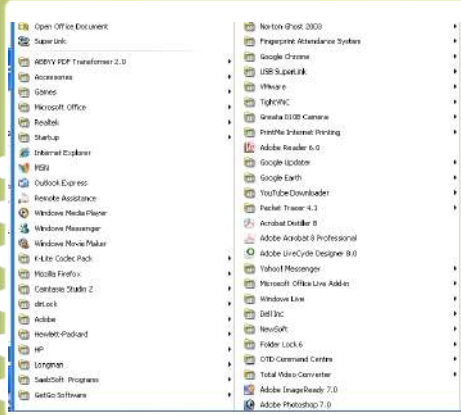 Open Office Document
Super Link
ABBYY PDF Transformer 2.0
Accessories
Games
Microsoft Office
Realtek
Startup
Internet Explorer
MSN
Outlook Express
Remote Assistance
Windows Media Player
Windows Messenger
Windows Movie Maker
K-Lite Codec Pack
Mozilla Firefox
Camtasia Studio 2
dirLock
Adobe
Hewlett-Packard
HP
Longman
SaebSoft Programs
GetGo Software
Norton Ghost 2003
Fingerprint Attendance System
Google Chrome
USB SuperLink
VMware
TightVNC
Camera
PrintMe Internet Printing
Adobe Reader 6.0
Google Updater
Google Earth
YouTube Downloader
Packet Tracer 4.1
Acrobat Distiller 8
Adobe Acrobat 8 Professional
Adobe LiveCycle Designer 8.0
Yahoo! Messenger
Microsoft Office Live Add-in
Windows Live
Dell Inc
NewSoft
Folder Lock 6
OTD Command Centre
Total Video Converter
Adobe ImageReady 7.0
Adobe Photoshop 7.0